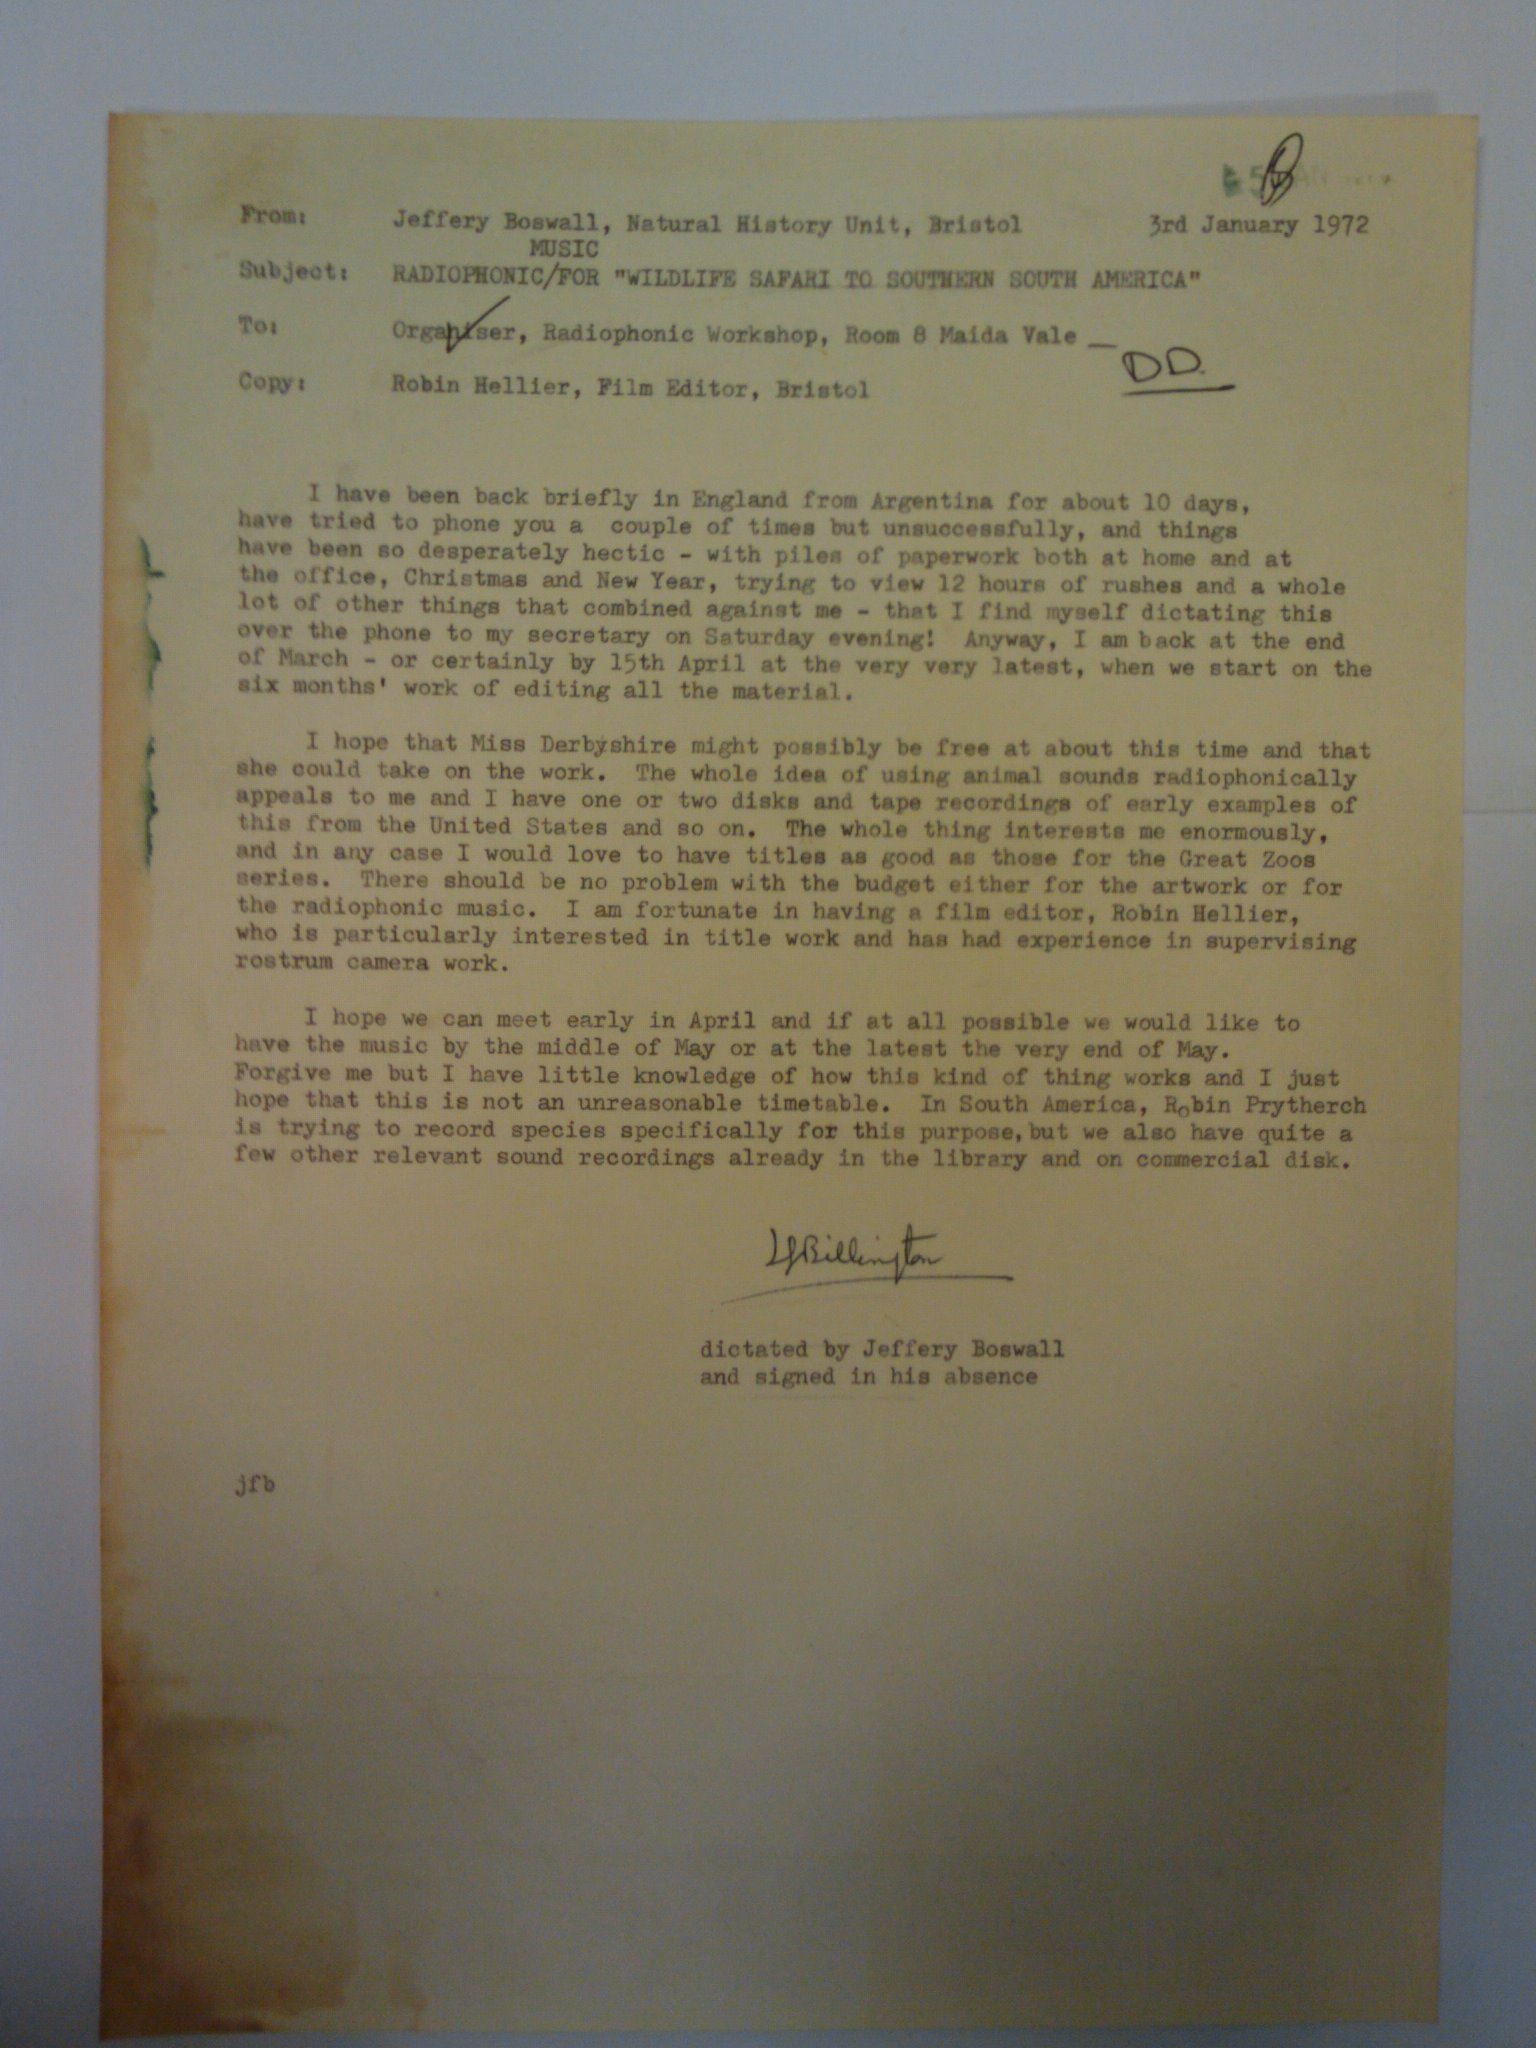 From: Jeffery Boswall, Natural History Unit, Bristol 3rd January 1972
MUSIC
Subject: RADIOPHONIC/FOR "WILDLIFE SAFARI TO SOUTHERN SOUTH AMERICA"
To: Organiser, Radiophonic Workshop, Room 8 Maida Vale
DD.
Copy: Robin Hellier, Film Editor, Bristol
I have been back briefly in England from Argentina for about 10 days,
have tried to phone you a couple of times but unsuccessfully, and things
have been so desperately hectic - with piles of paperwork both at home and at
the office, Christmas and New Year, trying to view 12 hours of rushes and a whole
lot of other things that combined against me - that I find myself dictating this
over the phone to my secretary on Saturday evening! Anyway, I am back at the end
of March - or certainly by 15th April at the very very latest, when we start on the
six months' work of editing all the material.
I hope that Miss Derbyshire might possibly be free at about this time and that
she could take on the work. The whole idea of using animal sounds radiophonically
appeals to me and I have one or two disks and tape recordings of early examples of
this from the United States and so on. The whole thing interests me enormously,
and in any case I would love to have titles as good as those for the Great Zoos
series. There should be no problem with the budget either for the artwork or for
the radiophonic music. I am fortunate in having a film editor, Robin Hellier,
who is particularly interested in title work and has had experience in supervising
rostrum camera work.
I hope we can meet early in April and if at all possible we would like to
have the music by the middle of May or at the latest the very end of May.
Forgive me but I have little knowledge of how this kind of thing works and I just
hope that this is not an unreasonable timetable. In South America, Robin Prytherch
is trying to record species specifically for this purpose, but we also have quite a
few other relevant sound recordings already in the library and on commercial disk.
Billington
dictated by Jeffery Boswall
and signed in his absence
jfb